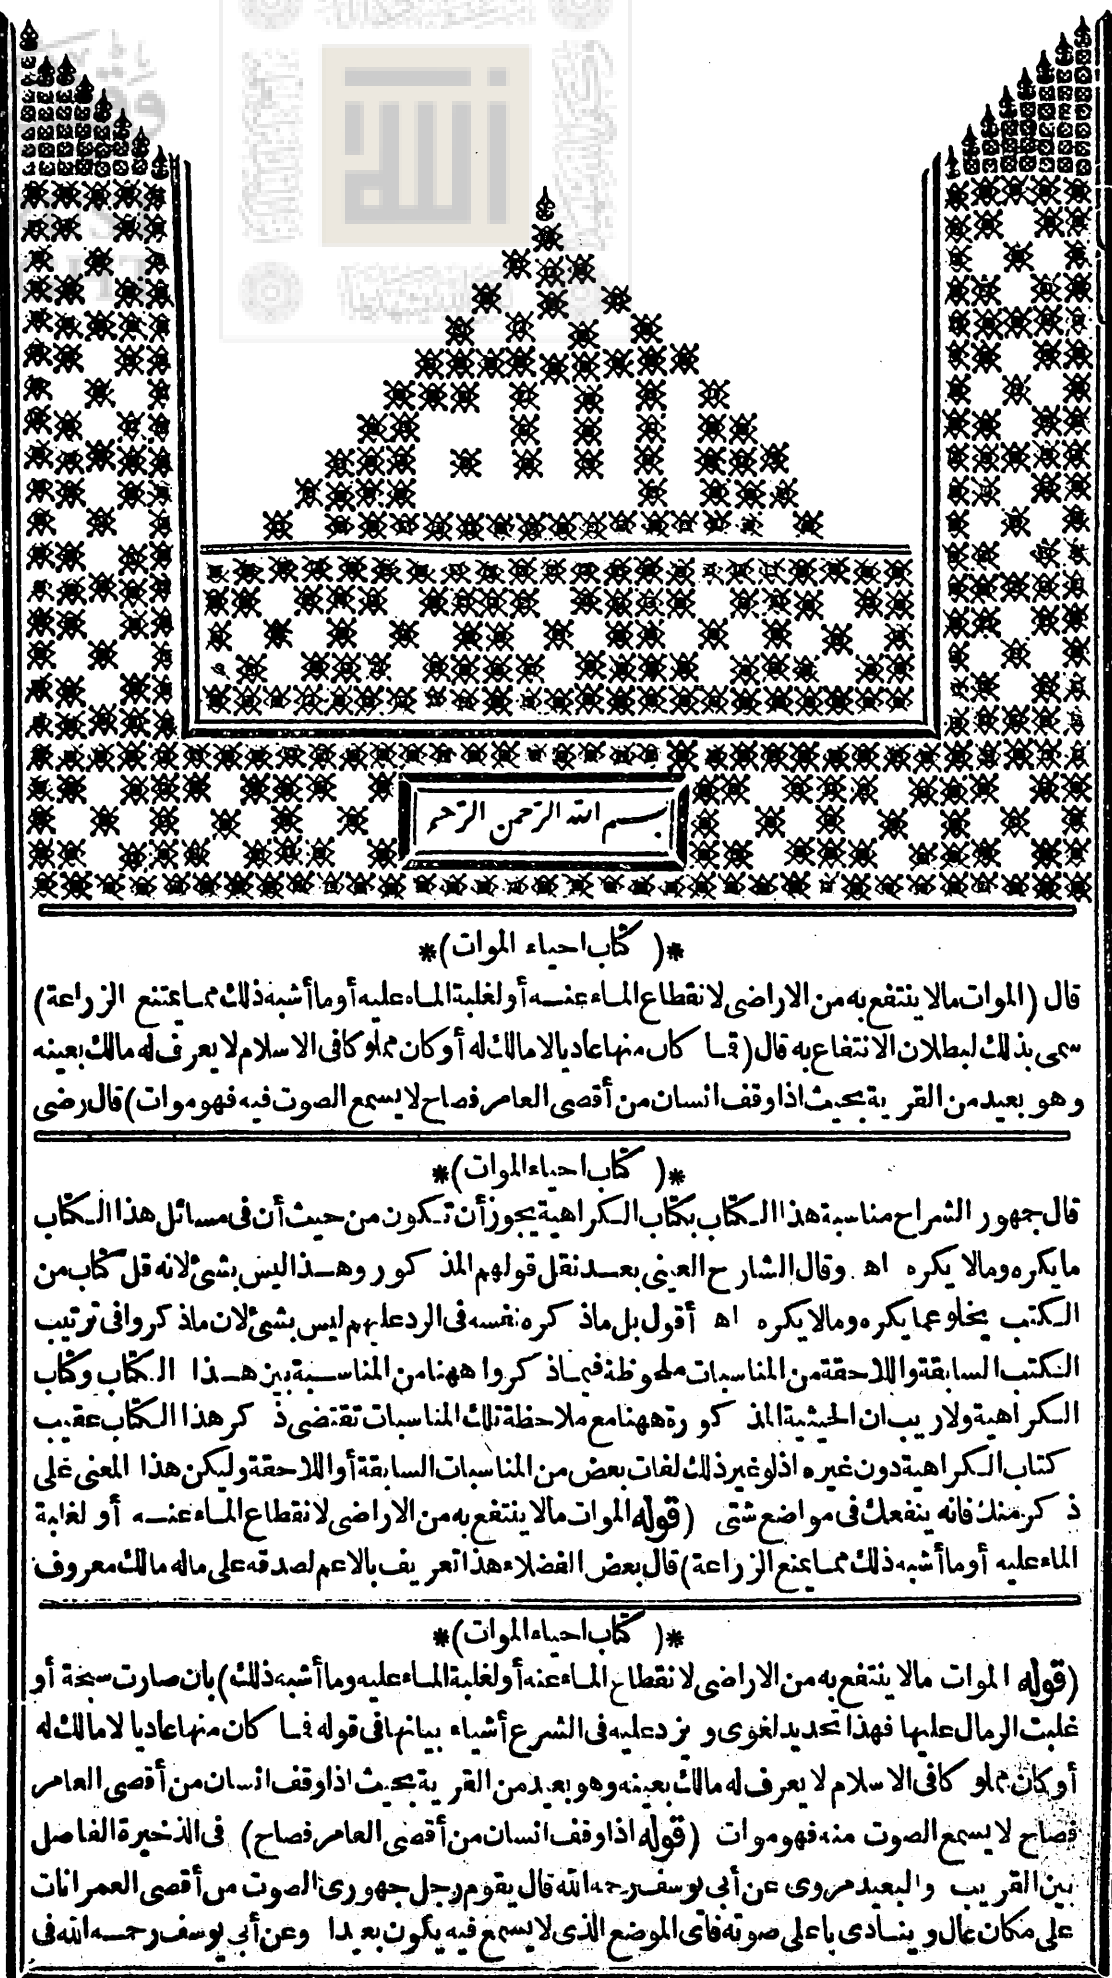 بسم الله الرحمن الرحيم
*( كتاب احياء الموات)*
قال (الموات مالا ينتفع به من الاراضى لانقطاع الماء عنه أو لغلبة الماء عليه أو ما أشبه ذلك مما يمتنع الزراعة)
سمى بذلك لبطلان الانتفاع به قال (فما كان منها عاديا لا مالك له أو كان مملوكا فى الاسلام لا يعرف له مالك بعينه
وهو بعيد من القرية بحيث اذا وقف انسان من أقصى العامر فصاح لا يسمع الصوت فيه فهو موات) قال رضى
*( كتاب احياء الموات)*
قال جمهور الشراح مناسبة هذا الكتاب بكتاب الكراهية يجوز أن تكون من حيث أن فى مسائل هذا الكتاب
ما يكره وما لا يكره اه وقال الشارح العينى بعد نقل قولهم المذكور وهذا ليس بشئ لانه قل كتاب من
الكتب يخلو عما يكره وما لا يكره اه أقول بل ما ذكره نفسه فى الرد عليهم ليس بشئ لان ما ذكروا فى ترتيب
الكتب السابقة واللاحقة من المناسبات ملحوظة فيما ذكروا ههنا من المناسبة بين هذا الكتاب وكتاب
الكراهية ولا ريب ان الحيثية المذكورة ههنا مع ملاحظة تلك المناسبات تقتضى ذكر هذا الكتاب عقيب
كتاب الكراهية دون غيره اذ لو غير ذلك لفات بعض من المناسبات السابقة أو اللاحقة وليكن هذا المعنى على
ذكر منك فانه ينفعك فى مواضع شتى (قوله الموات مالا ينتفع به من الاراضى لانقطاع الماء عنه أو لغلبة
الماء عليه أو ما أشبه ذلك مما يمنع الزراعة) قال بعض الفضلاء هذا تعريف بالاعم لصدقه على ماله مالك معروف
*( كتاب احياء الموات)*
(قوله الموات مالا ينتفع به من الاراضى لانقطاع الماء عنه أو لغلبة الماء عليه وما أشبه ذلك) بان صارت سبخة أو
غلبت الرمال عليها فهذا تحديد لغوى ويزد عليه فى الشرع أشياء بيانها فى قوله فما كان منها عاديا لا مالك له
أو كان مملوكا فى الاسلام لا يعرف له مالك بعينه وهو بعيد من القرية بحيث اذا وقف انسان من أقصى العامر
فصاح لا يسمع الصوت منه فهو موات (قوله اذا وقف انسان من أقصى العامر فصاح) فى الذخيرة الفاصل
بين القريب والبعيد مروى عن أبى يوسف رحمه الله قال يقوم رجل جهورى الصوت من أقصى العمرانات
على مكان عال وينادى باعلى صوته فاى الموضع الذى لا يسمع فيه يكون بعيدا وعن أبى يوسف رحمه الله فى